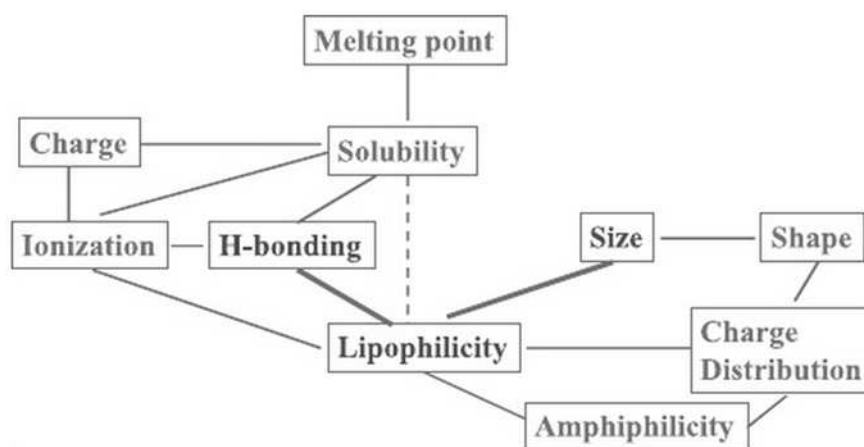 Melting point
Charge
Solubility
Ionization
H-bonding
Size
Shape
Lipophilicity
Charge
Distribution
Amphiphilicity